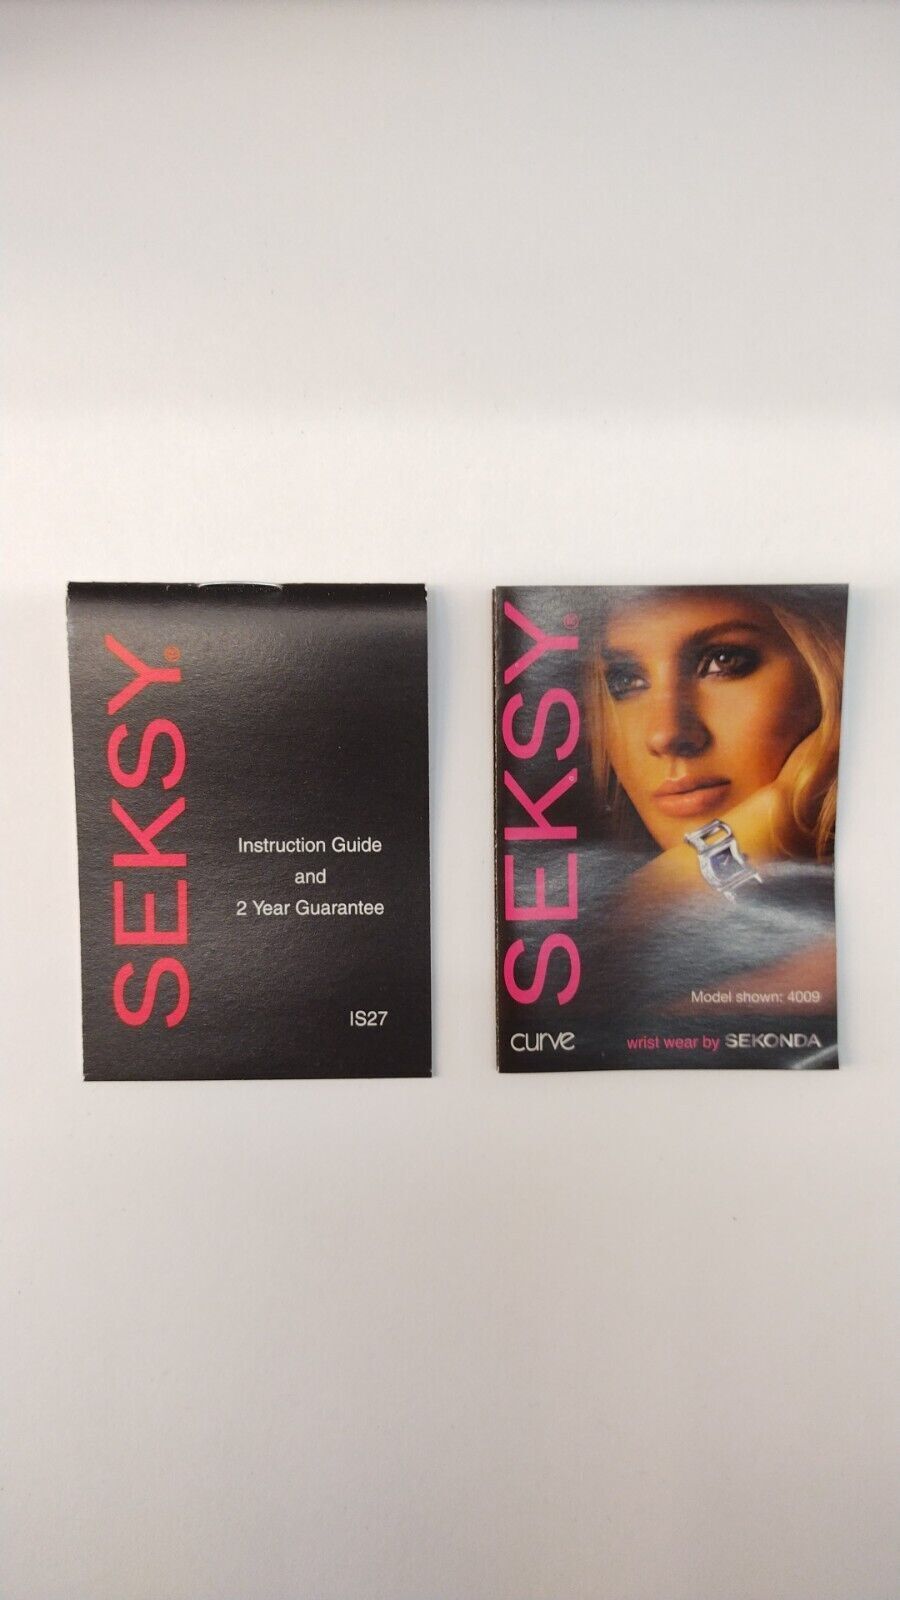 SEKSY®
Instruction Guide
and
2 Year Guarantee
IS27
SEKSY®
Model shown: 4009
curve
wrist wear by SEKONDA